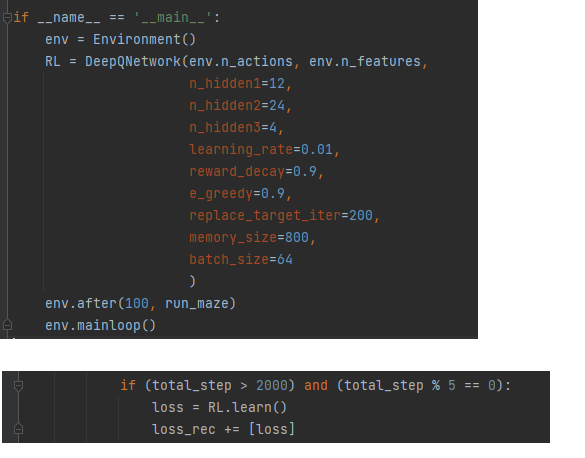 if __name__ == '__main__':
    env = Environment()
    RL = DeepQNetwork(env.n_actions, env.n_features,
                      n_hidden1=12,
                      n_hidden2=24,
                      n_hidden3=4,
                      learning_rate=0.01,
                      reward_decay=0.9,
                      e_greedy=0.9,
                      replace_target_iter=200,
                      memory_size=800,
                      batch_size=64
                      )
    env.after(100, run_maze)
    env.mainloop()
if (total_step > 2000) and (total_step % 5 == 0):
    loss = RL.learn()
    loss_rec += [loss]